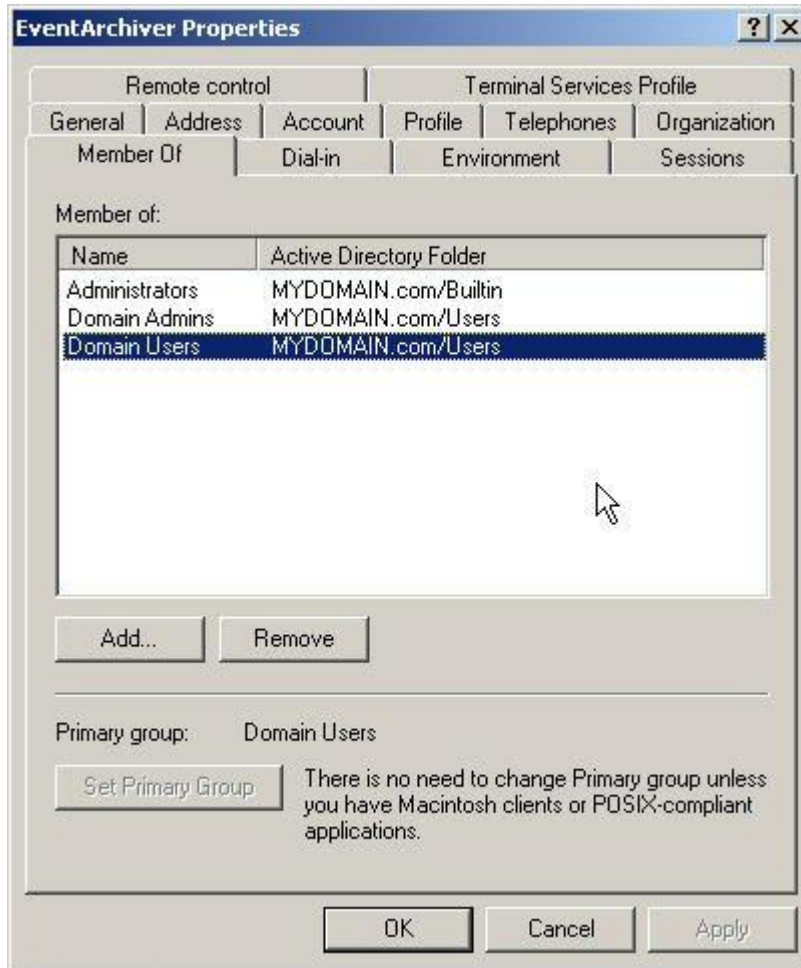 EventArchiver Properties
Remote control Terminal Services Profile
General Address Account Profile Telephones Organization
Member Of Dial-in Environment Sessions
Member of:
Name Active Directory Folder
Administrators MYDOMAIN.com/Builtin
Domain Admins MYDOMAIN.com/Users
Domain Users MYDOMAIN.com/Users
Add... Remove
Primary group: Domain Users
Set Primary Group
There is no need to change Primary group unless
you have Macintosh clients or POSIX-compliant
applications.
OK Cancel Apply